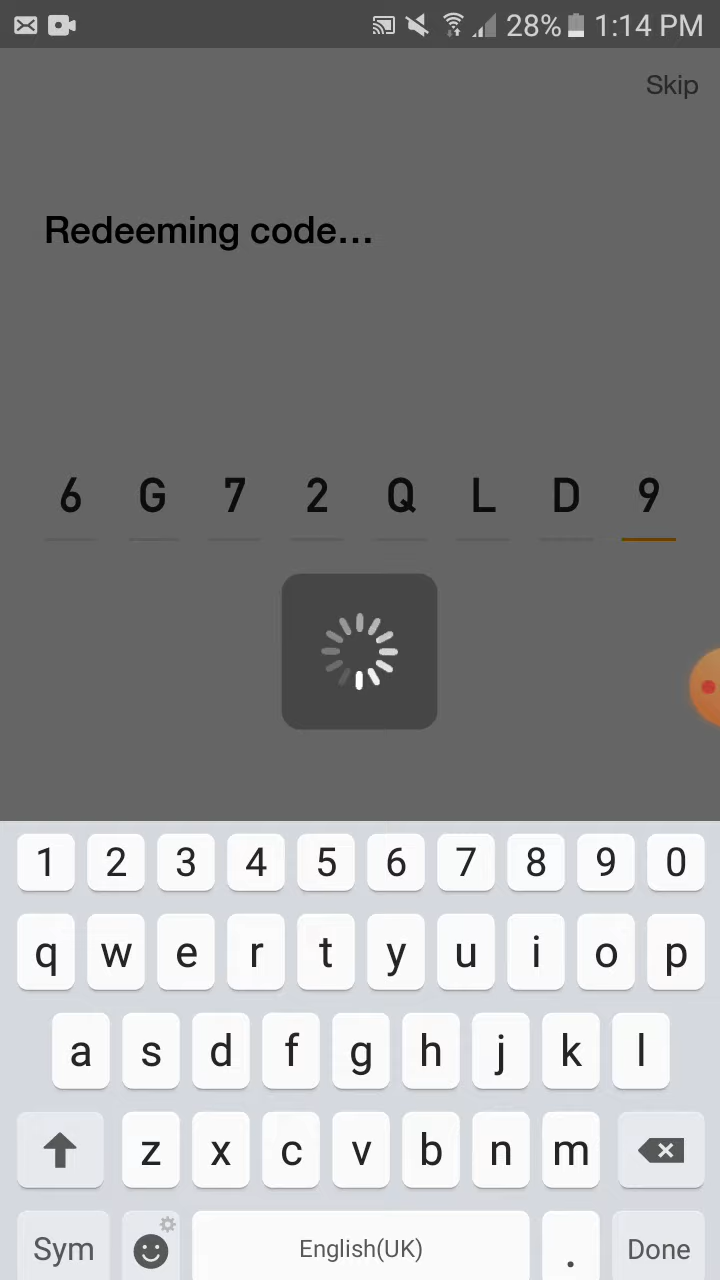 28% 1:14 PM
Skip
Redeeming code...
6 G 7 2 Q L D 9
1 2 3 4 5 6 7 8 9 0
q w e r t y u i o p
a s d f g h j k l
z x c v b n m
Sym English(UK) . Done